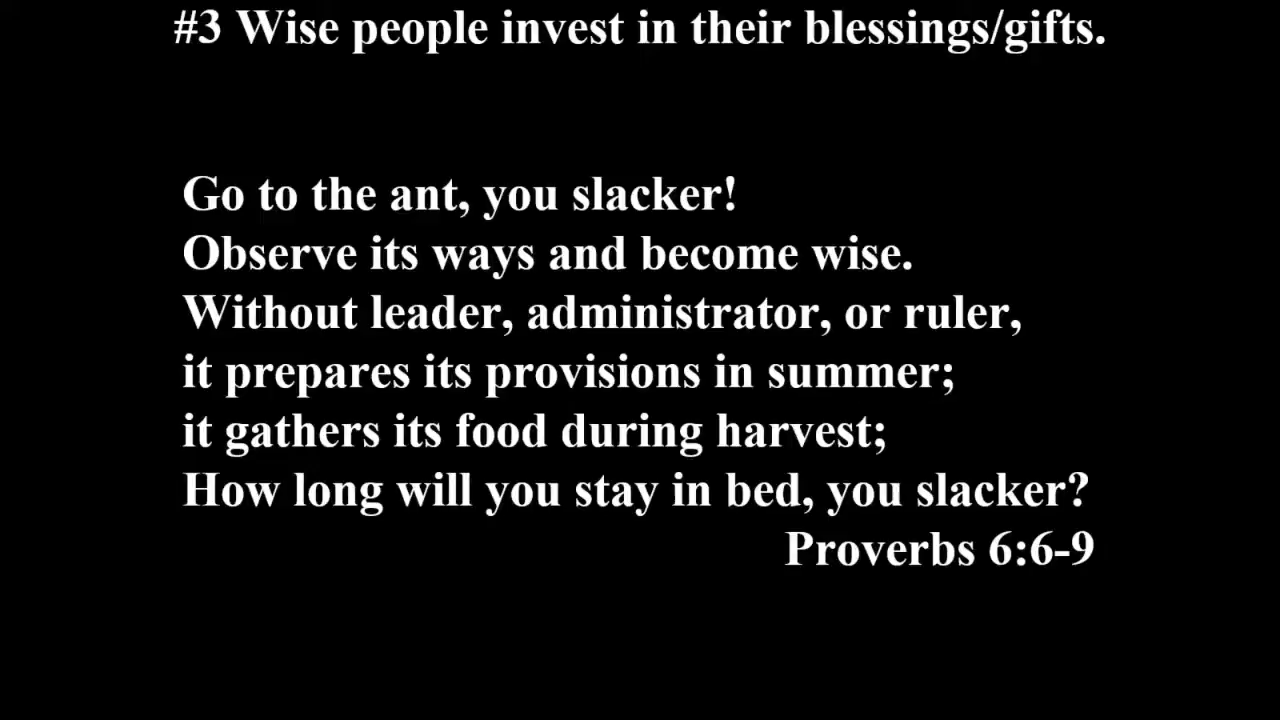 #3 Wise people invest in their blessings/gifts.
Go to the ant, you slacker!
Observe its ways and become wise.
Without leader, administrator, or ruler,
it prepares its provisions in summer;
it gathers its food during harvest;
How long will you stay in bed, you slacker?
Proverbs 6:6-9